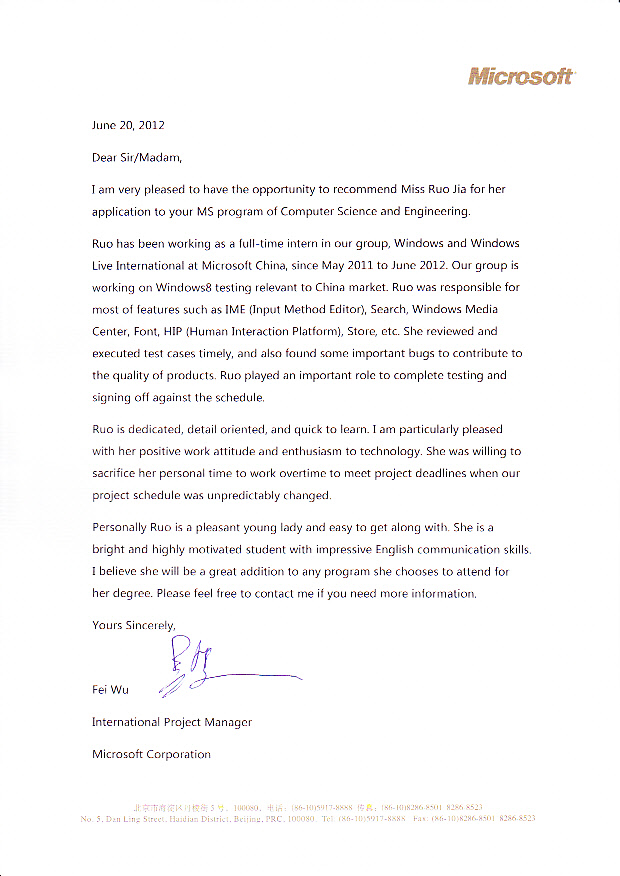 Microsoft
June 20, 2012
Dear Sir/Madam,
I am very pleased to have the opportunity to recommend Miss Ruo Jia for her
application to your MS program of Computer Science and Engineering.
Ruo has been working as a full-time intern in our group, Windows and Windows
Live International at Microsoft China, since May 2011 to June 2012. Our group is
working on Windows8 testing relevant to China market. Ruo was responsible for
most of features such as IME (Input Method Editor), Search, Windows Media
Center, Font, HIP (Human Interaction Platform), Store, etc. She reviewed and
executed test cases timely, and also found some important bugs to contribute to
the quality of products. Ruo played an important role to complete testing and
signing off against the schedule.
Ruo is dedicated, detail oriented, and quick to learn. I am particularly pleased
with her positive work attitude and enthusiasm to technology. She was willing to
sacrifice her personal time to work overtime to meet project deadlines when our
project schedule was unpredictably changed.
Personally Ruo is a pleasant young lady and easy to get along with. She is a
bright and highly motivated student with impressive English communication skills.
I believe she will be a great addition to any program she chooses to attend for
her degree. Please feel free to contact me if you need more information.
Yours Sincerely,
Fei Wu
International Project Manager
Microsoft Corporation
北京市海淀区丹棱街5号, 100080, 电话: (86-10)5917-8888 传真: (86-10)8286-8501 8286-8523
No. 5, Dan Ling Street, Haidian District, Beijing, PRC, 100080 Tel: (86-10)5917-8888 Fax: (86-10)8286-8501 8286-8523